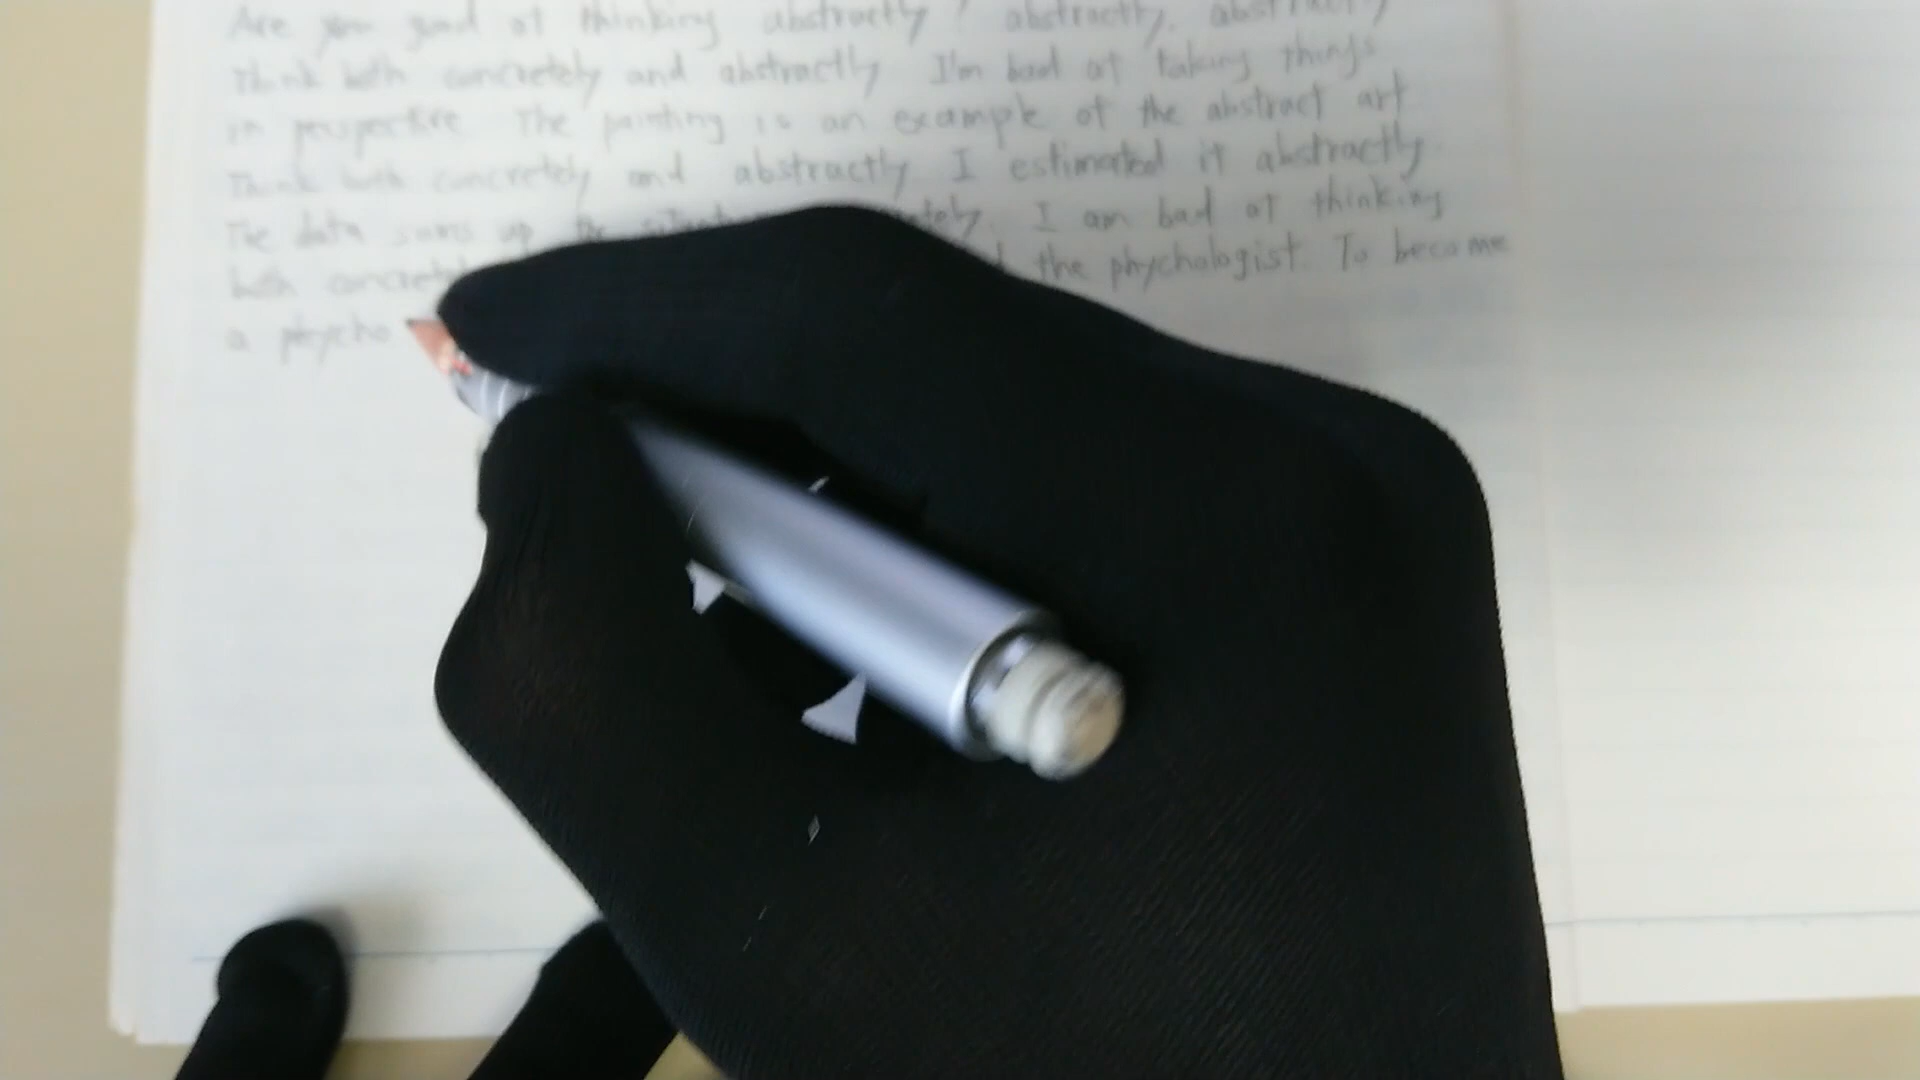 Are you good at thinking abstractly? abstractly, abstractly
Think both concretely and abstractly I'm bad at taking things
in perspective The painting is an example of the abstract art
Think both concretely and abstractly I estimated it abstractly
The data sums up the I am bad at thinking
both the phychologist. To become
a phycho